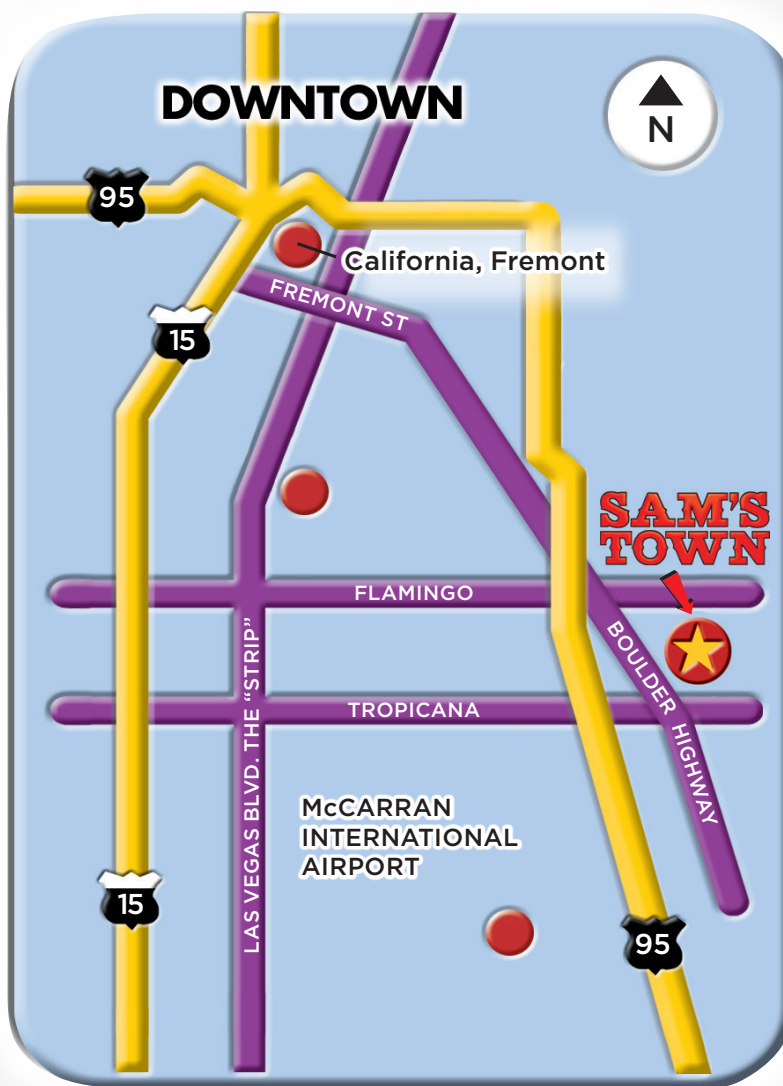 DOWNTOWN
N
95
California, Fremont
FREMONT ST
15
SAM'S
TOWN
FLAMINGO
BOULDER HIGHWAY
LAS VEGAS BLVD. THE “STRIP”
TROPICANA
McCARRAN
INTERNATIONAL
AIRPORT
15
95